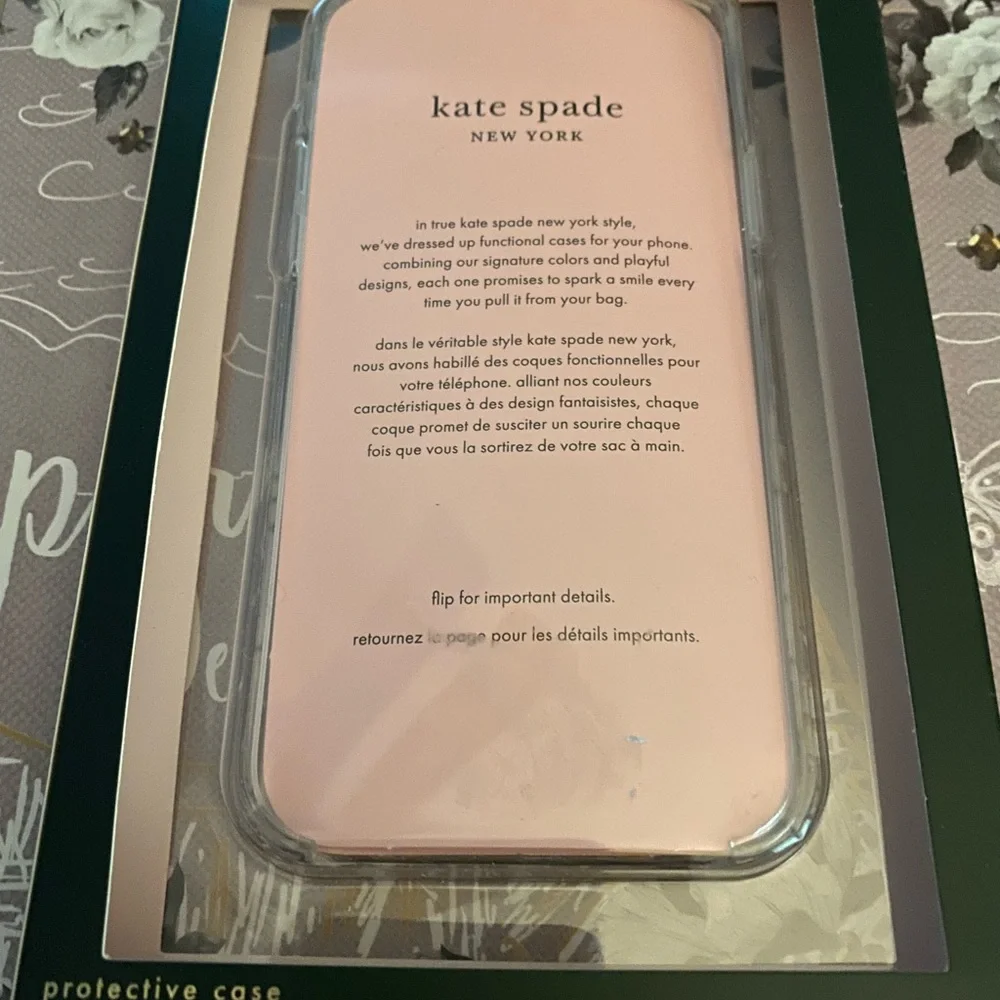 kate spade
NEW YORK
in true kate spade new york style,
we've dressed up functional cases for your phone.
combining our signature colors and playful
designs, each one promises to spark a smile every
time you pull it from your bag.
dans le véritable style kate spade new york,
nous avons habillé des coques fonctionnelles pour
votre téléphone. alliant nos couleurs
caractéristiques à des design fantaisistes, chaque
coque promet de susciter un sourire chaque
fois que vous la sortirez de votre sac à main.
flip for important details.
retournez la page pour les détails importants.
protective case